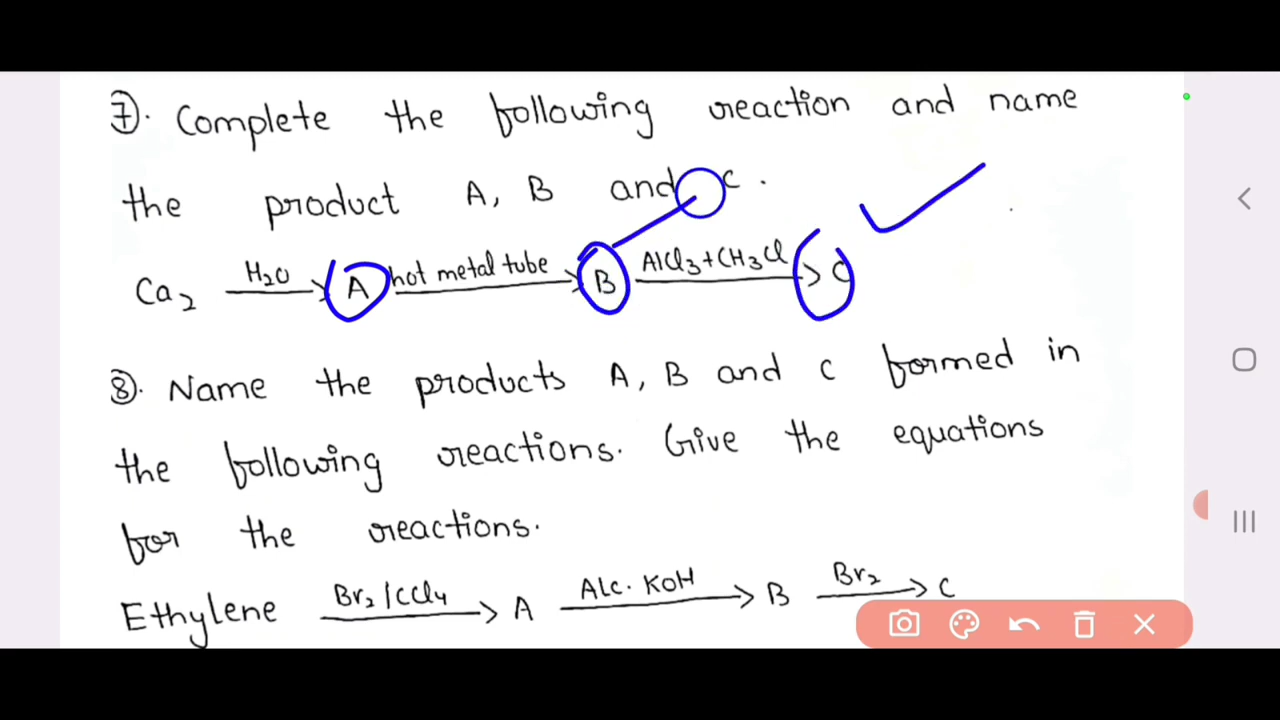 7. Complete the following reaction and name
the product A, B and C.
Ca2 H2O A hot metal tube B AlCl3+CH3Cl C
8. Name the products A, B and C formed in
the following reactions. Give the equations
for the reactions.
Ethylene Br2/CCl4 A Alc. KOH B Br2 C